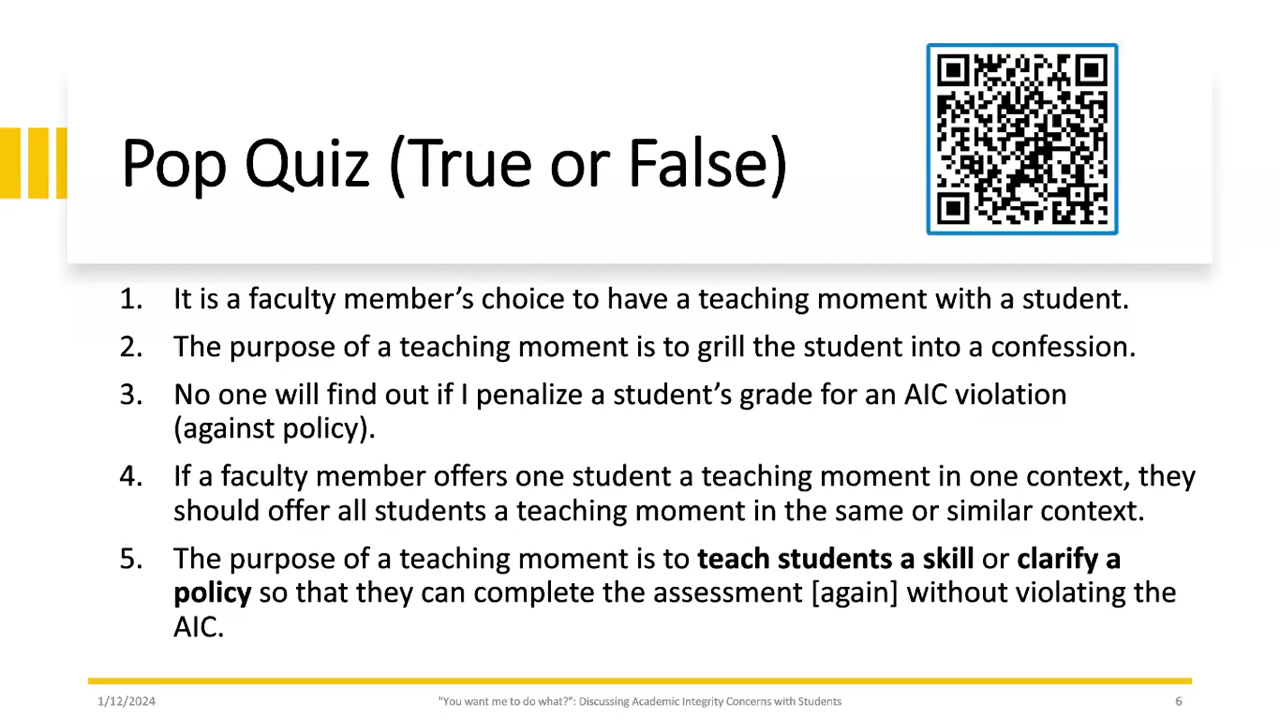 Pop Quiz (True or False)
1. It is a faculty member’s choice to have a teaching moment with a student.
2. The purpose of a teaching moment is to grill the student into a confession.
3. No one will find out if I penalize a student’s grade for an AIC violation
(against policy).
4. If a faculty member offers one student a teaching moment in one context, they
should offer all students a teaching moment in the same or similar context.
5. The purpose of a teaching moment is to teach students a skill or clarify a
policy so that they can complete the assessment [again] without violating the
AIC.
1/12/2024
"You want me to do what?": Discussing Academic Integrity Concerns with Students
6